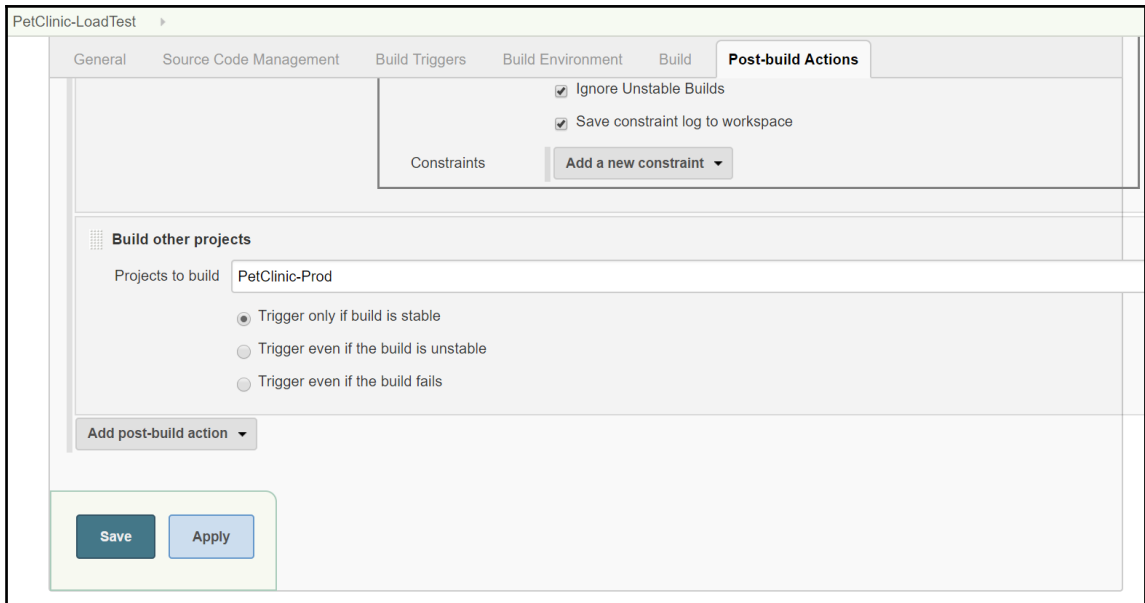 PetClinic-LoadTest
General Source Code Management Build Triggers Build Environment Build Post-build Actions
Ignore Unstable Builds
Save constraint log to workspace
Constraints Add a new constraint
Build other projects
Projects to build PetClinic-Prod
Trigger only if build is stable
Trigger even if the build is unstable
Trigger even if the build fails
Add post-build action
Save Apply